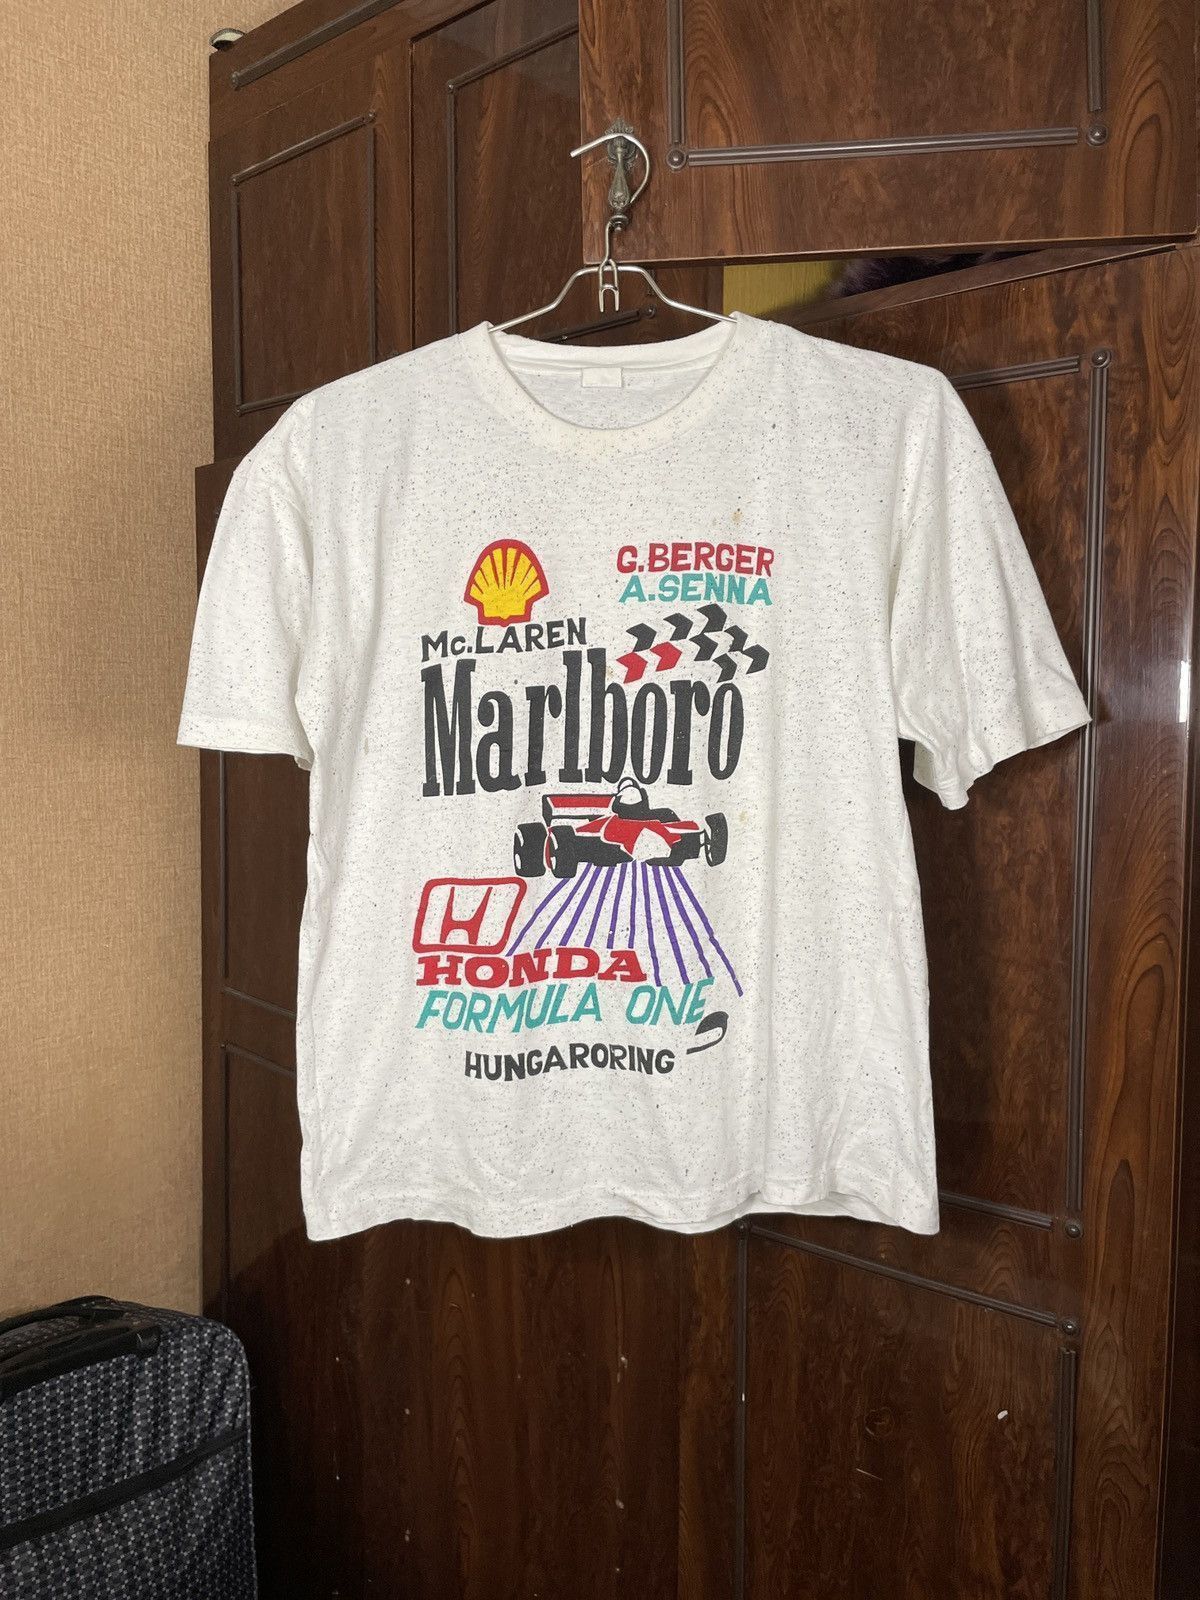 G.BERGER
A.SENNA
Mc.LAREN
Marlboro
HONDA
FORMULA ONE
HUNGARORING